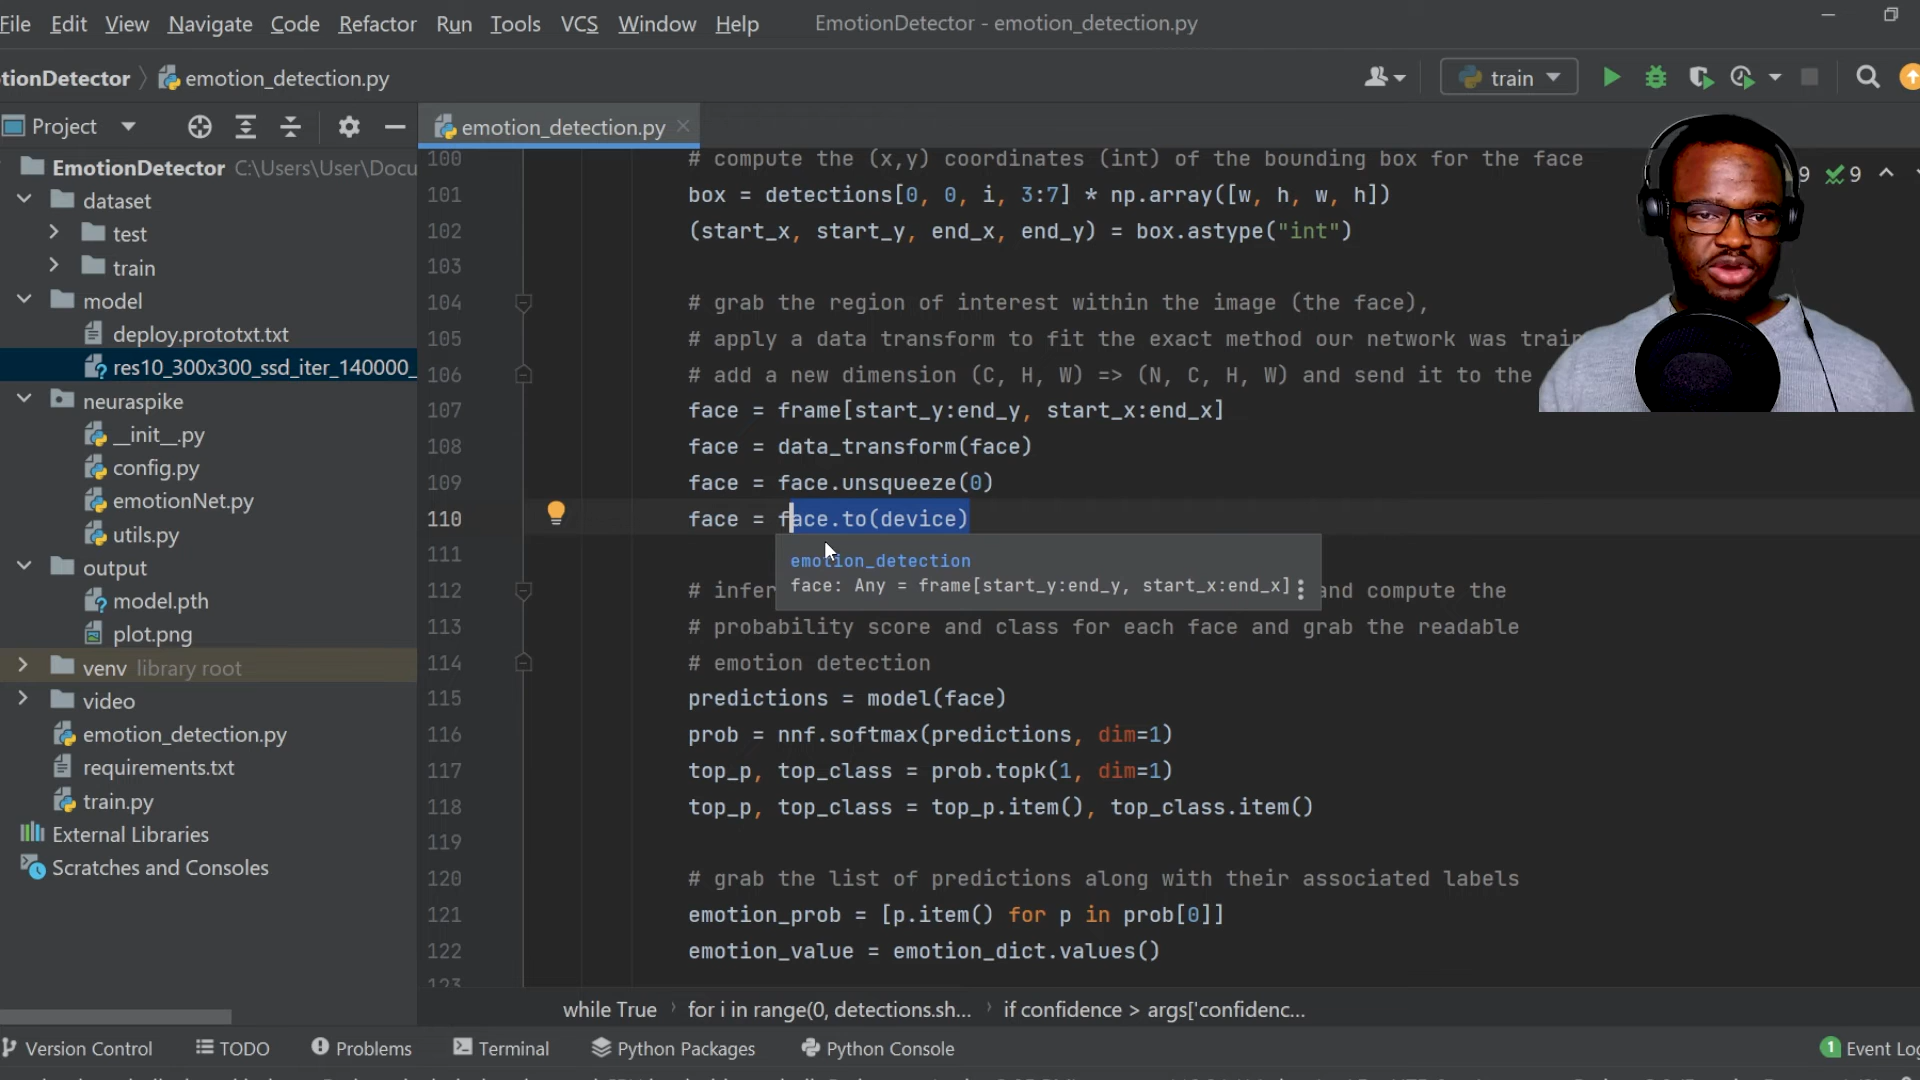 File Edit View Navigate Code Refactor Run Tools VCS Window Help EmotionDetector - emotion_detection.py
tionDetector emotion_detection.py train
Project emotion_detection.py
EmotionDetector C:\Users\User\Docu
dataset
test
train
model
deploy.prototxt.txt
res10_300x300_ssd_iter_140000_
neuraspike
__init__.py
config.py
emotionNet.py
utils.py
output
model.pth
plot.png
venv library root
video
emotion_detection.py
requirements.txt
train.py
External Libraries
Scratches and Consoles
9 9
100 # compute the (x,y) coordinates (int) of the bounding box for the face
101 box = detections[0, 0, i, 3:7] * np.array([w, h, w, h])
102 (start_x, start_y, end_x, end_y) = box.astype("int")
103
104 # grab the region of interest within the image (the face),
105 # apply a data transform to fit the exact method our network was train
106 # add a new dimension (C, H, W) => (N, C, H, W) and send it to the
107 face = frame[start_y:end_y, start_x:end_x]
108 face = data_transform(face)
109 face = face.unsqueeze(0)
110 face = face.to(device)
111
emotion_detection
face: Any = frame[start_y:end_y, start_x:end_x]
112 # infer and compute the
113 # probability score and class for each face and grab the readable
114 # emotion detection
115 predictions = model(face)
116 prob = nnf.softmax(predictions, dim=1)
117 top_p, top_class = prob.topk(1, dim=1)
118 top_p, top_class = top_p.item(), top_class.item()
119
120 # grab the list of predictions along with their associated labels
121 emotion_prob = [p.item() for p in prob[0]]
122 emotion_value = emotion_dict.values()
123
while True for i in range(0, detections.sh... if confidence > args['confidenc...
Version Control TODO Problems Terminal Python Packages Python Console 1 Event Log